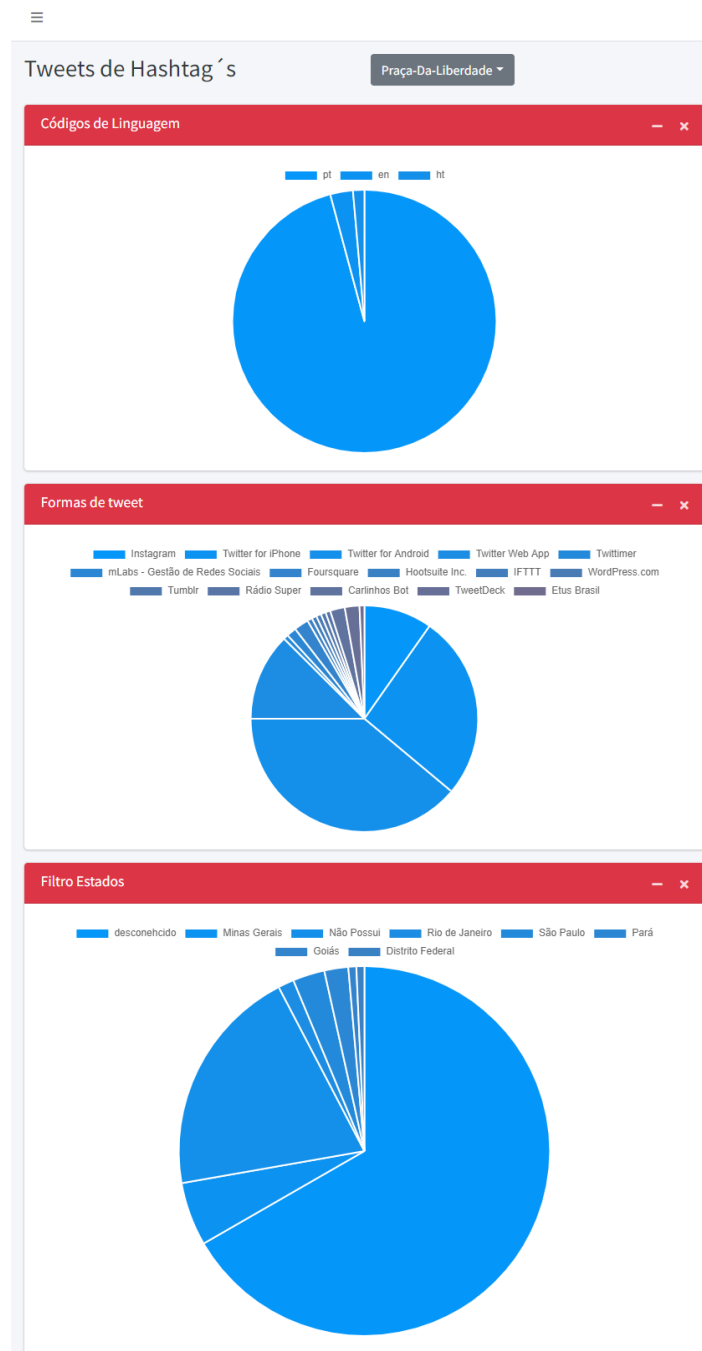 Tweets de Hashtag´s
Praça-Da-Liberdade
Códigos de Linguagem
pt en ht
Formas de tweet
Instagram Twitter for iPhone Twitter for Android Twitter Web App Twittimer
mLabs - Gestão de Redes Sociais Foursquare Hootsuite Inc. IFTTT WordPress.com
Tumblr Rádio Super Carlinhos Bot TweetDeck Etus Brasil
Filtro Estados
desconehcido Minas Gerais Não Possui Rio de Janeiro São Paulo Pará
Goiás Distrito Federal